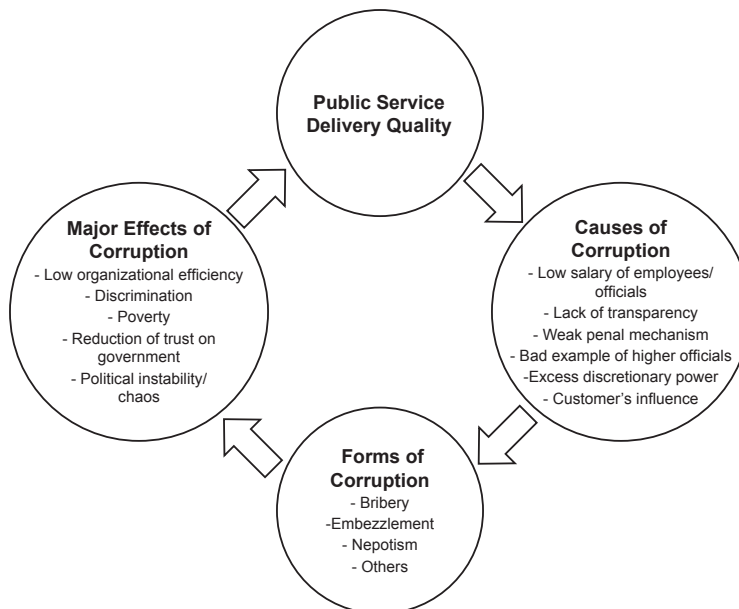 Public Service
Delivery Quality
Major Effects of
Corruption
- Low organizational efficiency
- Discrimination
- Poverty
- Reduction of trust on
government
- Political instability/
chaos
Causes of
Corruption
- Low salary of employees/
officials
- Lack of transparency
- Weak penal mechanism
- Bad example of higher officials
-Excess discretionary power
- Customer's influence
Forms of
Corruption
- Bribery
-Embezzlement
- Nepotism
- Others